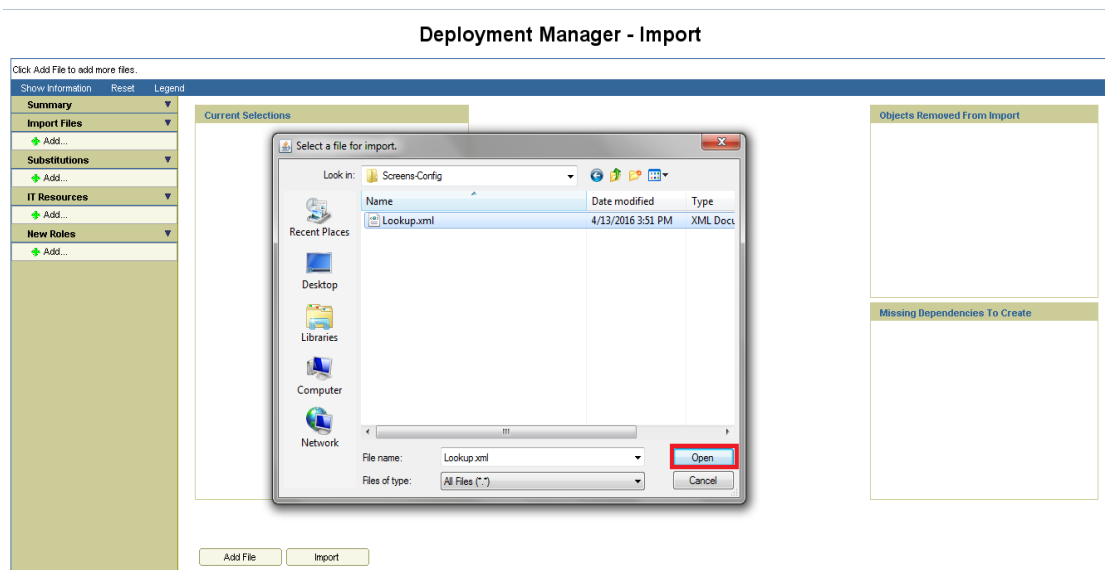 Deployment Manager - Import
Click Add File to add more files.
Show Information Reset Legend
Summary
Import Files
Add...
Substitutions
Add...
IT Resources
Add...
New Roles
Add...
Current Selections
Objects Removed From Import
Missing Dependencies To Create
Select a file for import.
Look in: Screens-Config
Recent Places
Desktop
Libraries
Computer
Network
Name Date modified Type
Lookup.xml 4/13/2016 3:51 PM XML Docu
File name: Lookup.xml Open
Files of type: All Files (*.*) Cancel
Add File Import